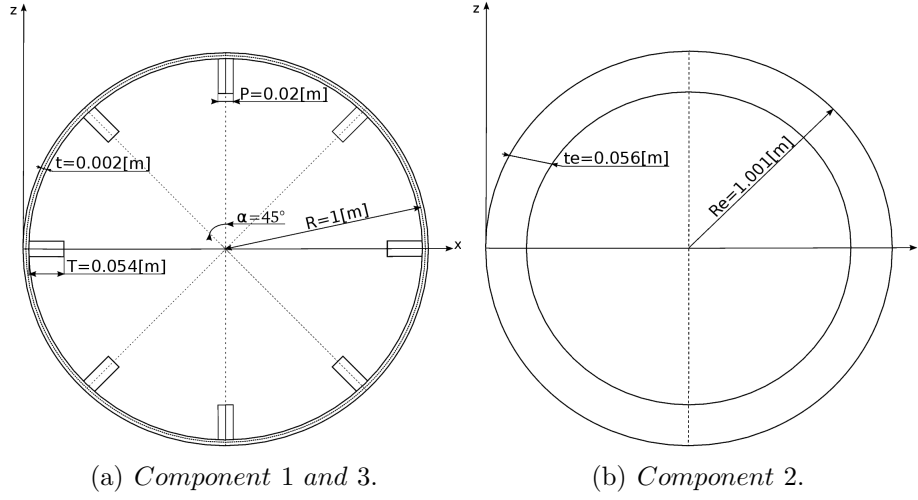 z
P=0.02[m]
t=0.002[m]
α=45°
R=1[m]
x
T=0.054[m]
(a) Component 1 and 3.
z
te=0.056[m]
Re=1.001[m]
(b) Component 2.